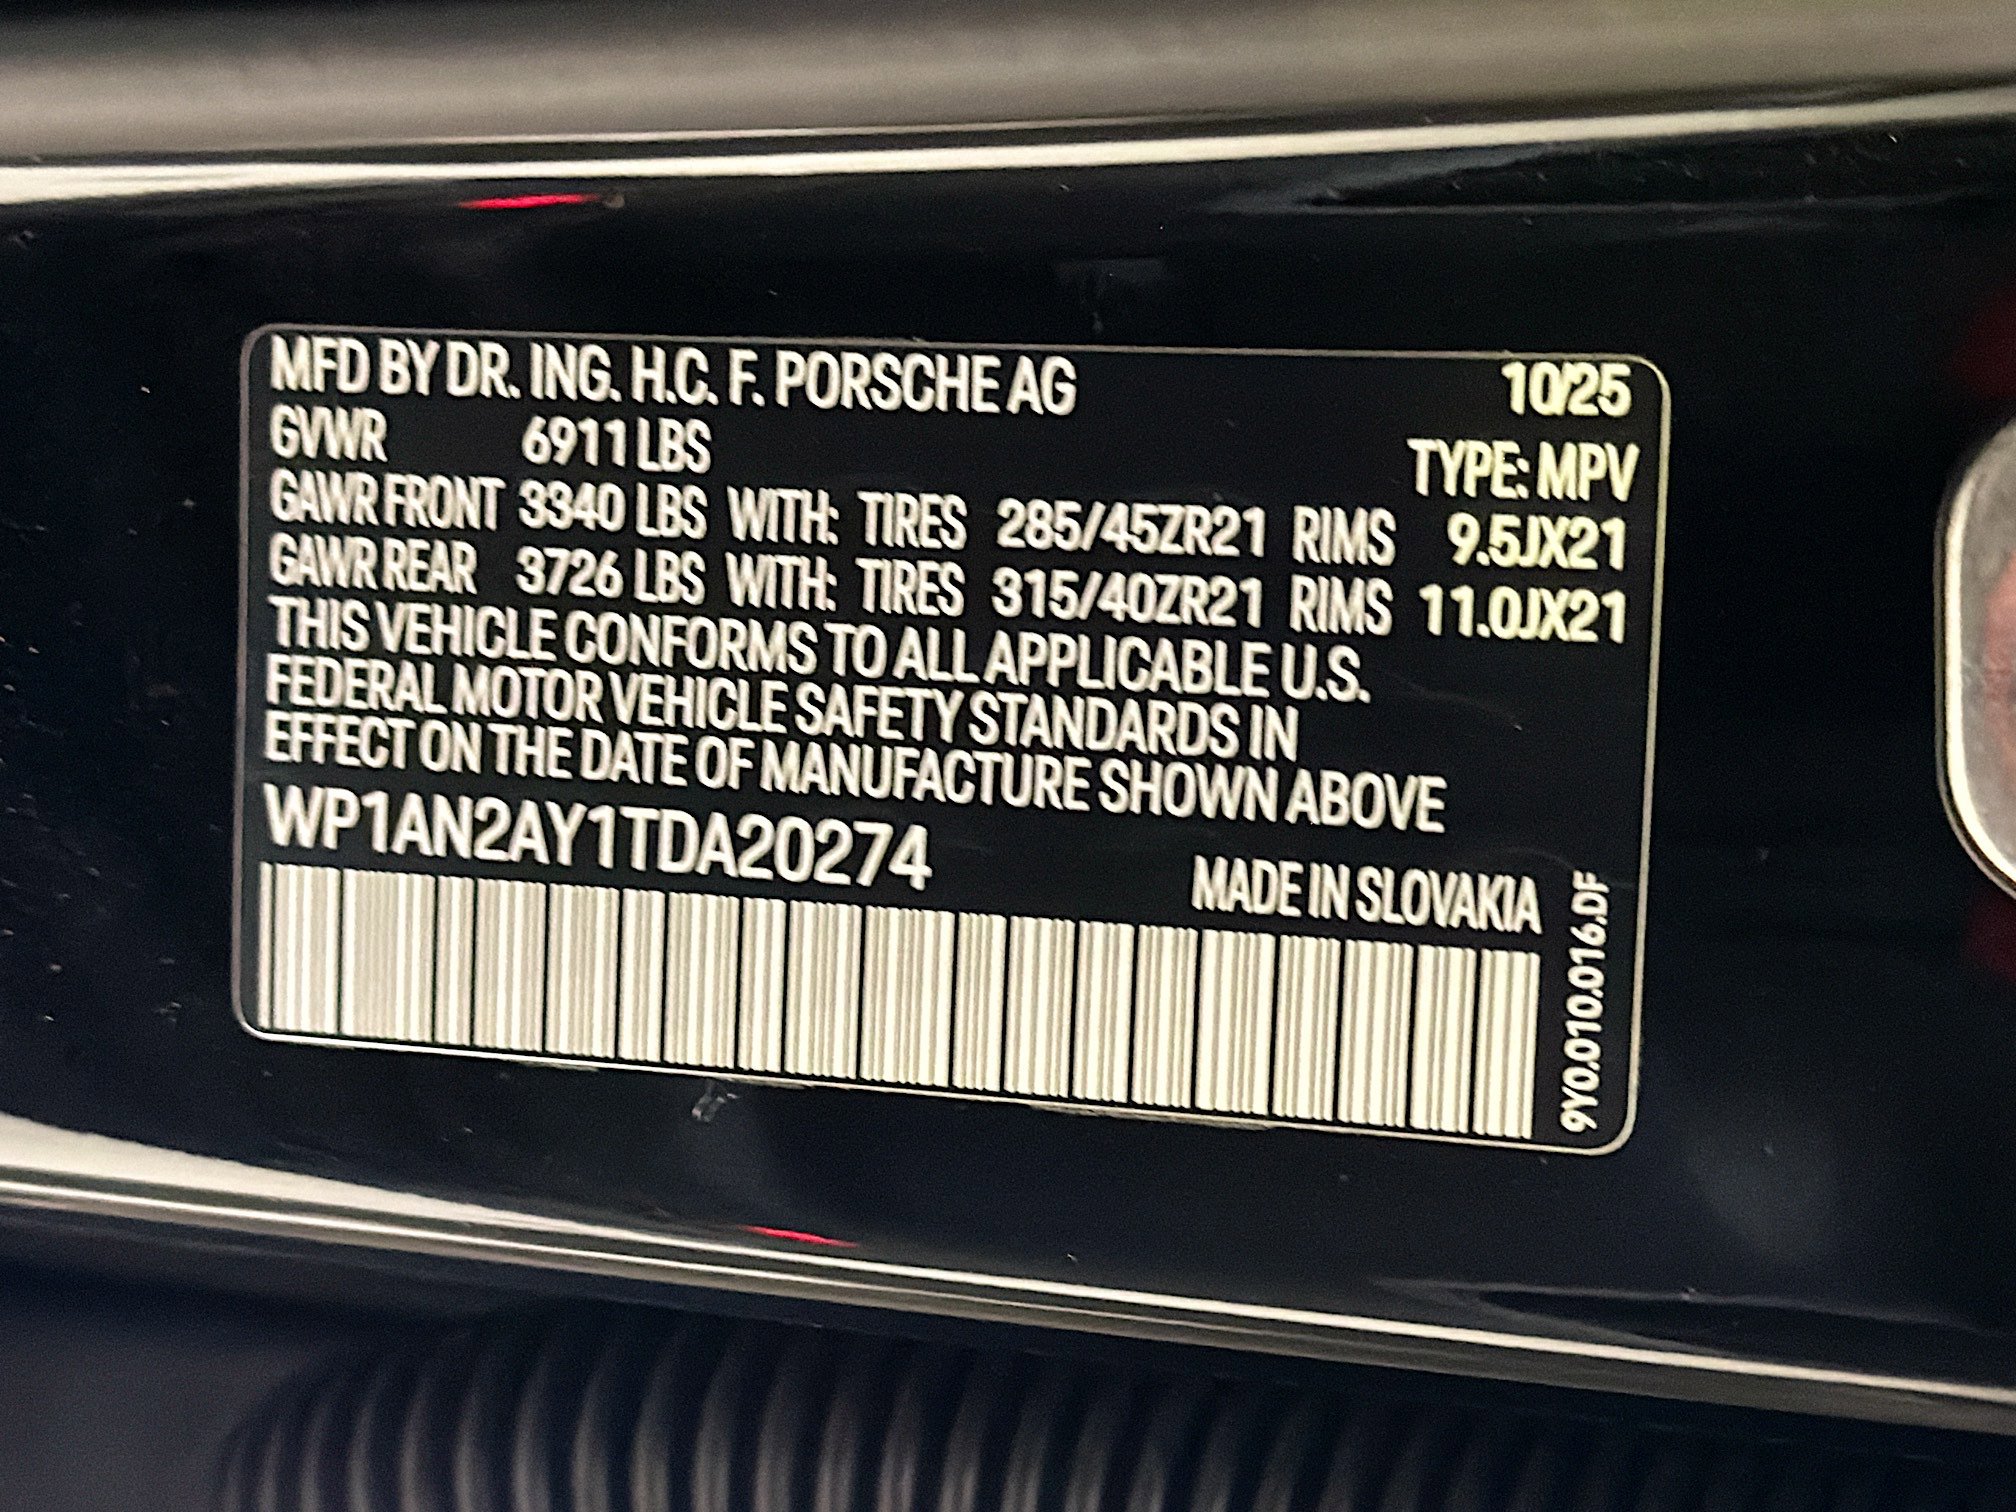 MFD BY DR. ING. H.C. F. PORSCHE AG 10/25
GVWR 6911 LBS TYPE: MPV
GAWR FRONT 3340 LBS WITH: TIRES 285/45ZR21 RIMS 9.5JX21
GAWR REAR 3726 LBS WITH: TIRES 315/40ZR21 RIMS 11.0JX21
THIS VEHICLE CONFORMS TO ALL APPLICABLE U.S.
FEDERAL MOTOR VEHICLE SAFETY STANDARDS IN
EFFECT ON THE DATE OF MANUFACTURE SHOWN ABOVE
WP1AN2AY1TDA20274
MADE IN SLOVAKIA
9Y0.010.016.DF